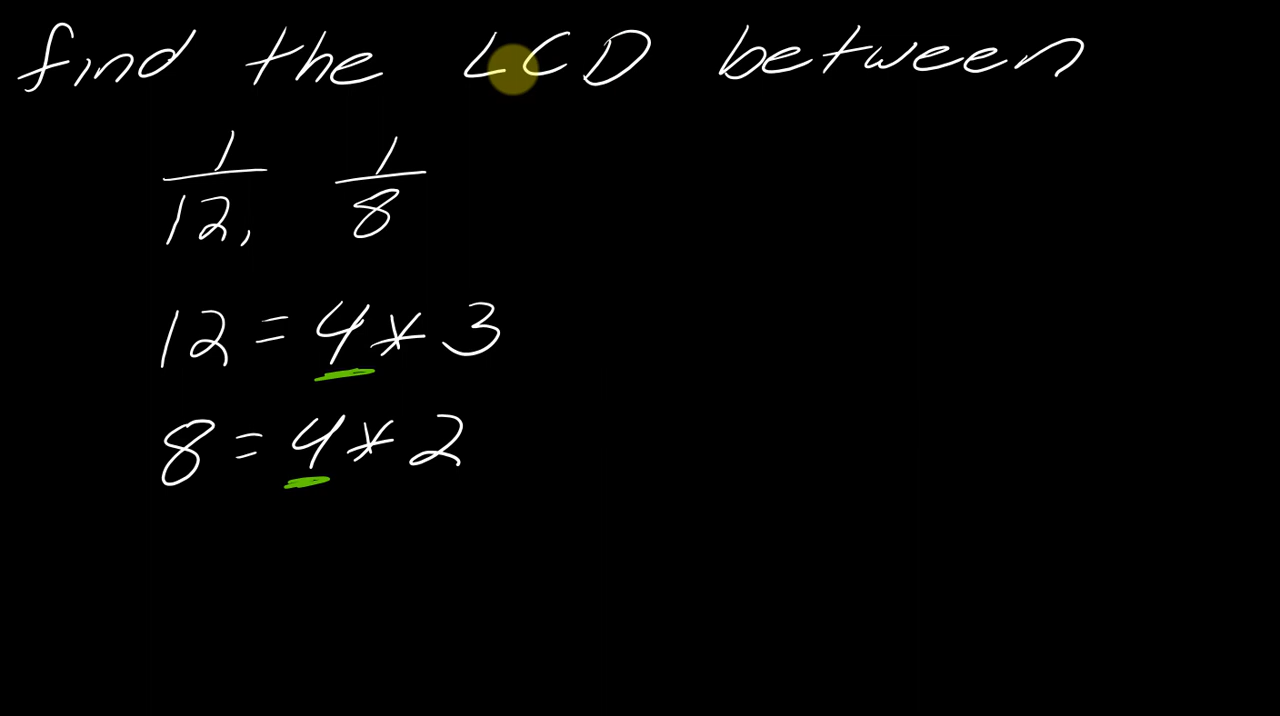 find the LCD between
1/12, 1/8
12 = 4 * 3
8 = 4 * 2